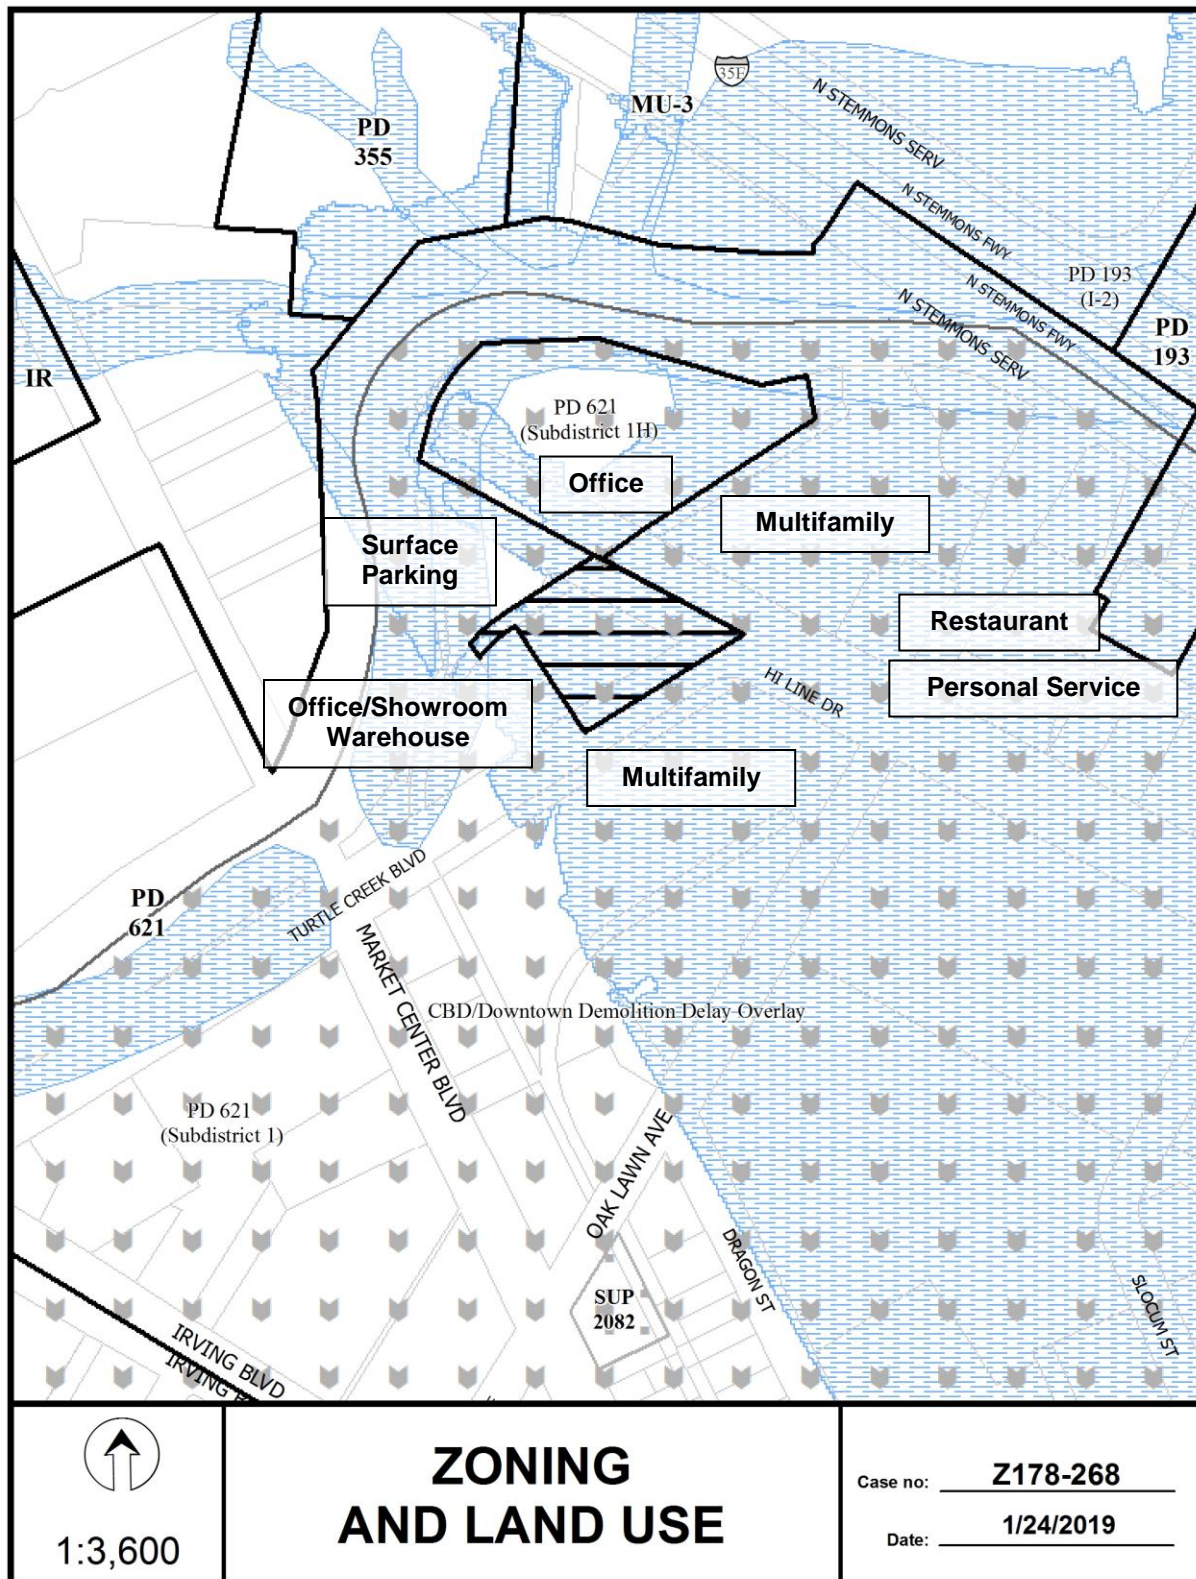 35E
N STEMMONS SERV
MU-3
PD
355
N STEMMONS FWY
PD 193
(I-2)
N STEMMONS FWY
N STEMMONS SERV
PD
193
IR
PD 621
(Subdistrict 1H)
Office
Multifamily
Surface
Parking
Restaurant
Personal Service
HI LINE DR
Office/Showroom
Warehouse
Multifamily
TURTLE CREEK BLVD
PD
621
MARKET CENTER BLVD
CBD/Downtown Demolition Delay Overlay
PD 621
(Subdistrict 1)
OAK LAWN AVE
DRAGON ST
SUP
2082
SLOCUM ST
IRVING BLVD
IRVING
1:3,600
ZONING
AND LAND USE
Case no: Z178-268
Date: 1/24/2019